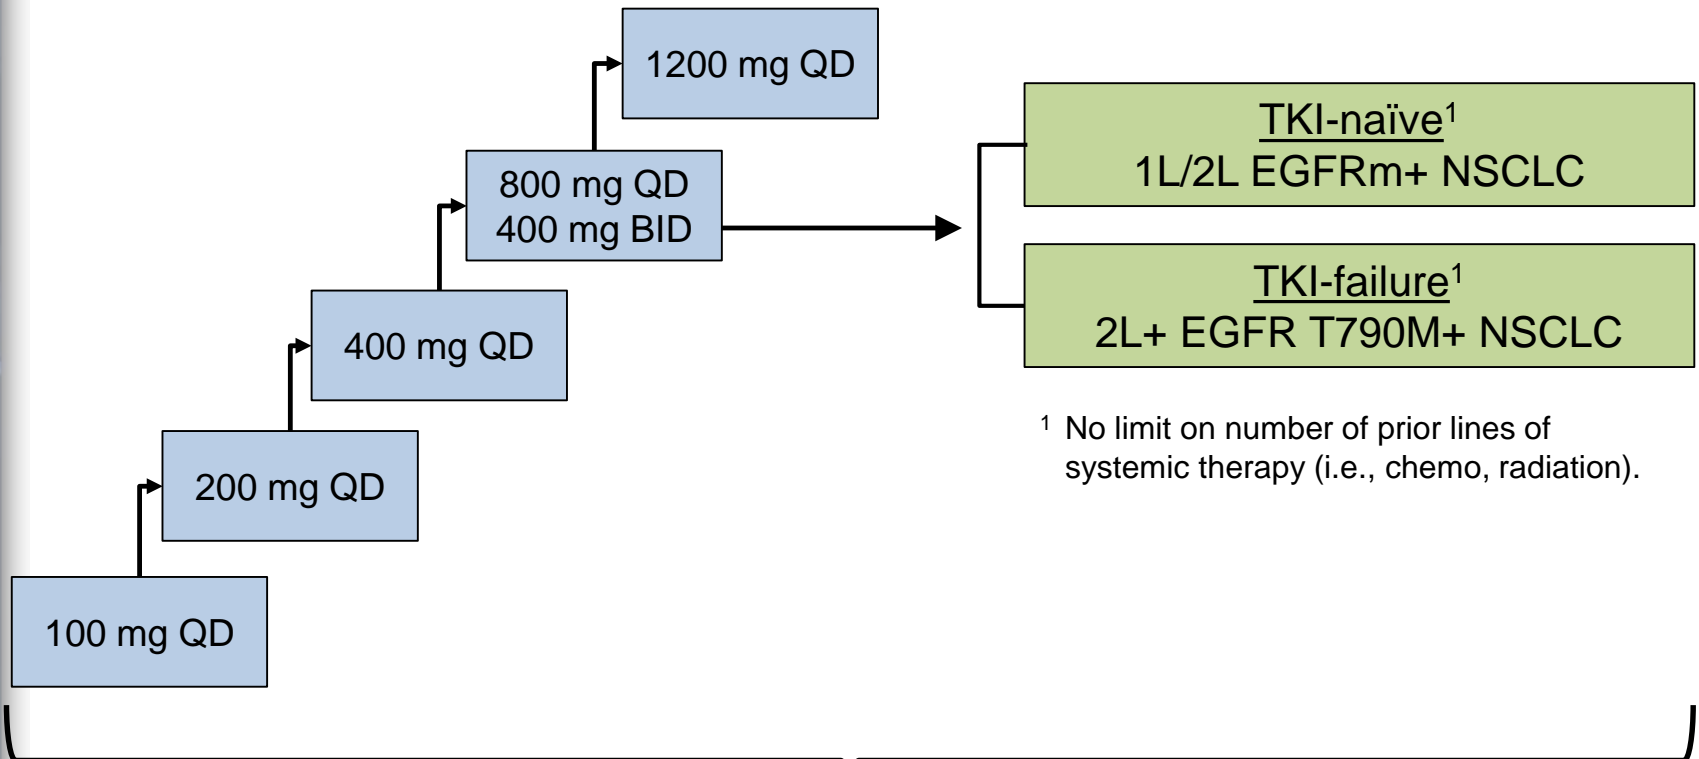 1200 mg QD
800 mg QD
400 mg BID
400 mg QD
200 mg QD
100 mg QD
TKI-naïve¹
1L/2L EGFRm+ NSCLC
TKI-failure¹
2L+ EGFR T790M+ NSCLC
¹ No limit on number of prior lines of
systemic therapy (i.e., chemo, radiation).